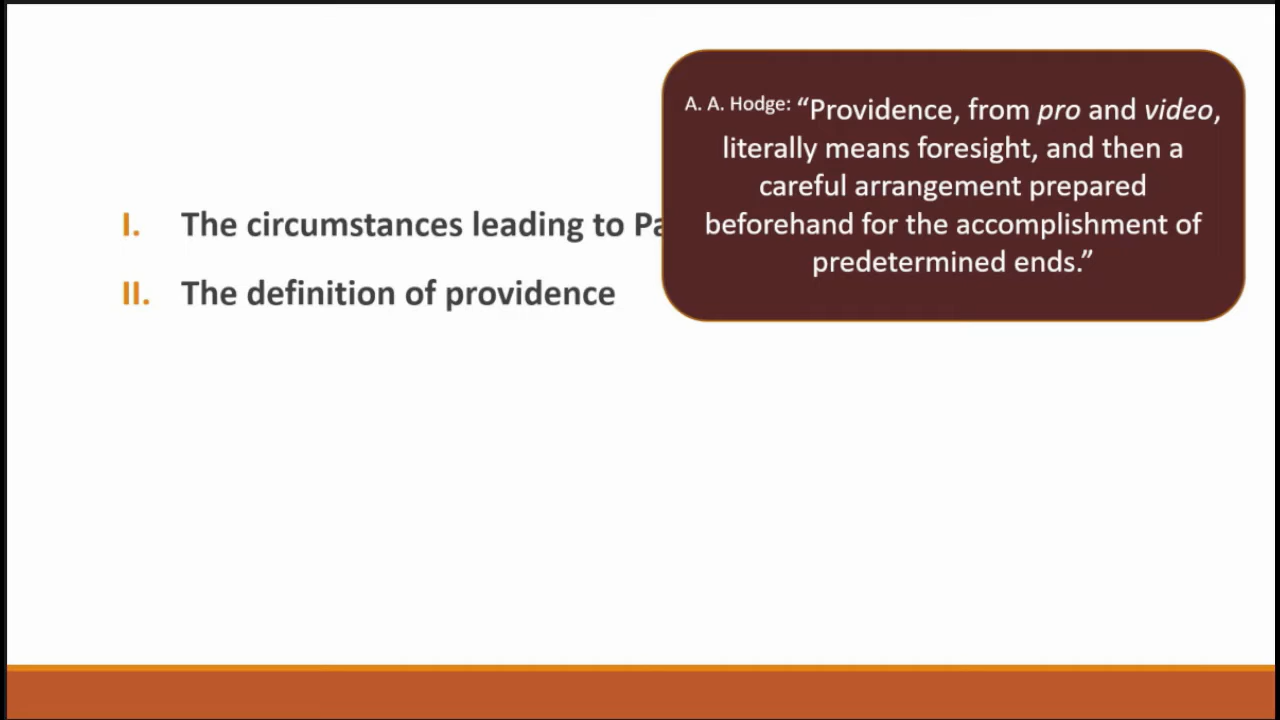 I. The circumstances leading to
II. The definition of providence
A. A. Hodge: “Providence, from pro and video,
literally means foresight, and then a
careful arrangement prepared
beforehand for the accomplishment of
predetermined ends.”